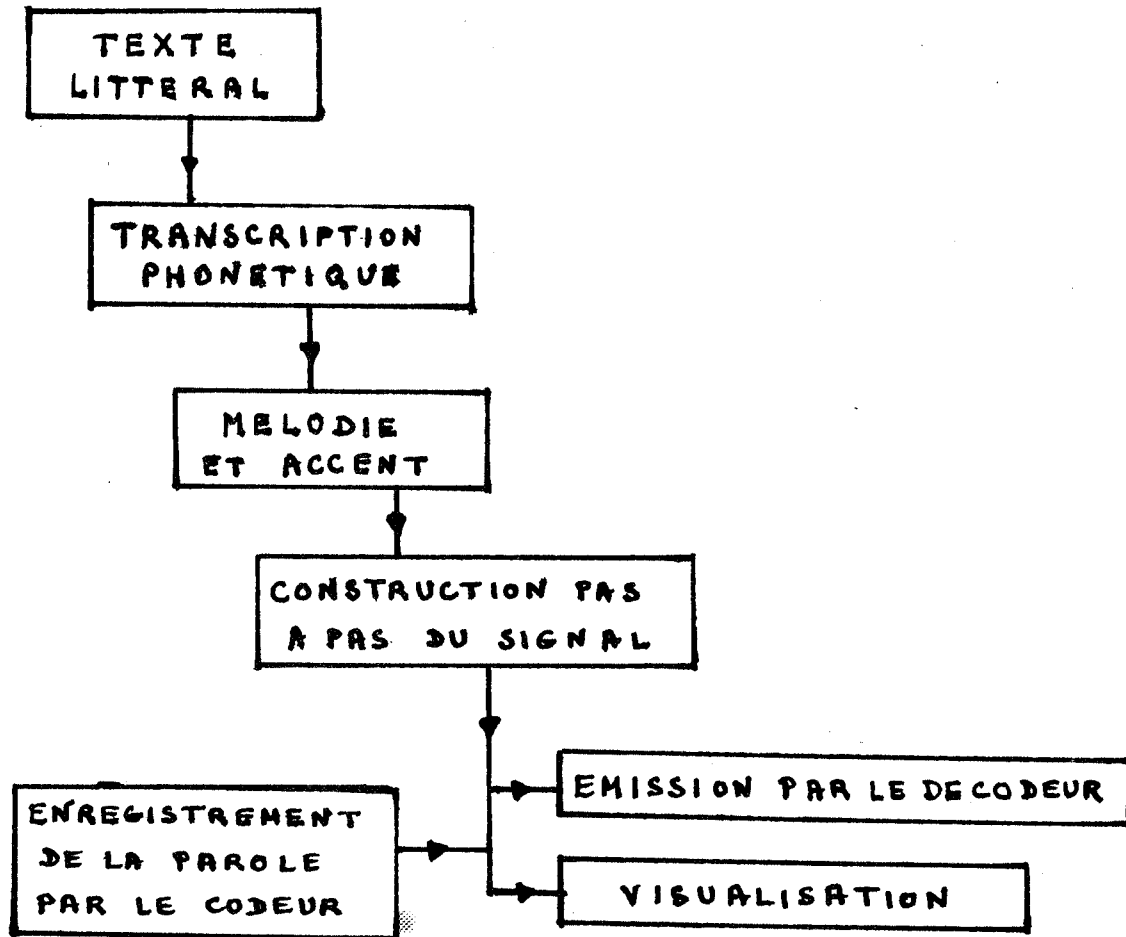 TEXTE
LITTERAL
TRANSCRIPTION
PHONETIQUE
MELODIE
ET ACCENT
CONSTRUCTION PAS
A PAS DU SIGNAL
EMISSION PAR LE DECODEUR
ENREGISTREMENT
DE LA PAROLE
PAR LE CODEUR
VISUALISATION